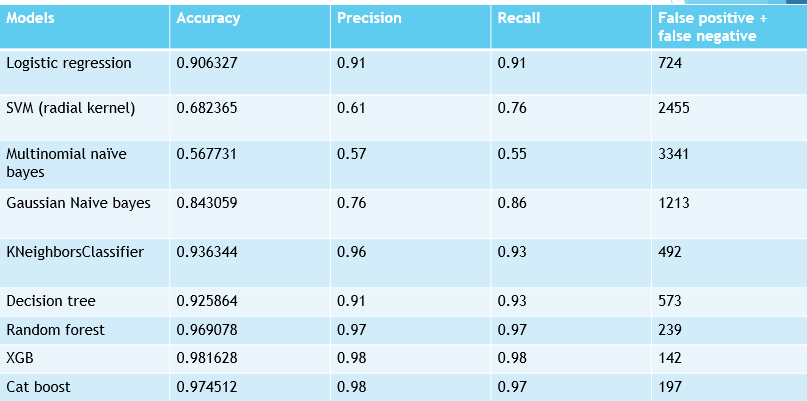 Models Accuracy Precision Recall False positive +
false negative
Logistic regression 0.906327 0.91 0.91 724
SVM (radial kernel) 0.682365 0.61 0.76 2455
Multinomial naïve 0.567731 0.57 0.55 3341
bayes
Gaussian Naive bayes 0.843059 0.76 0.86 1213
KNeighborsClassifier 0.936344 0.96 0.93 492
Decision tree 0.925864 0.91 0.93 573
Random forest 0.969078 0.97 0.97 239
XGB 0.981628 0.98 0.98 142
Cat boost 0.974512 0.98 0.97 197